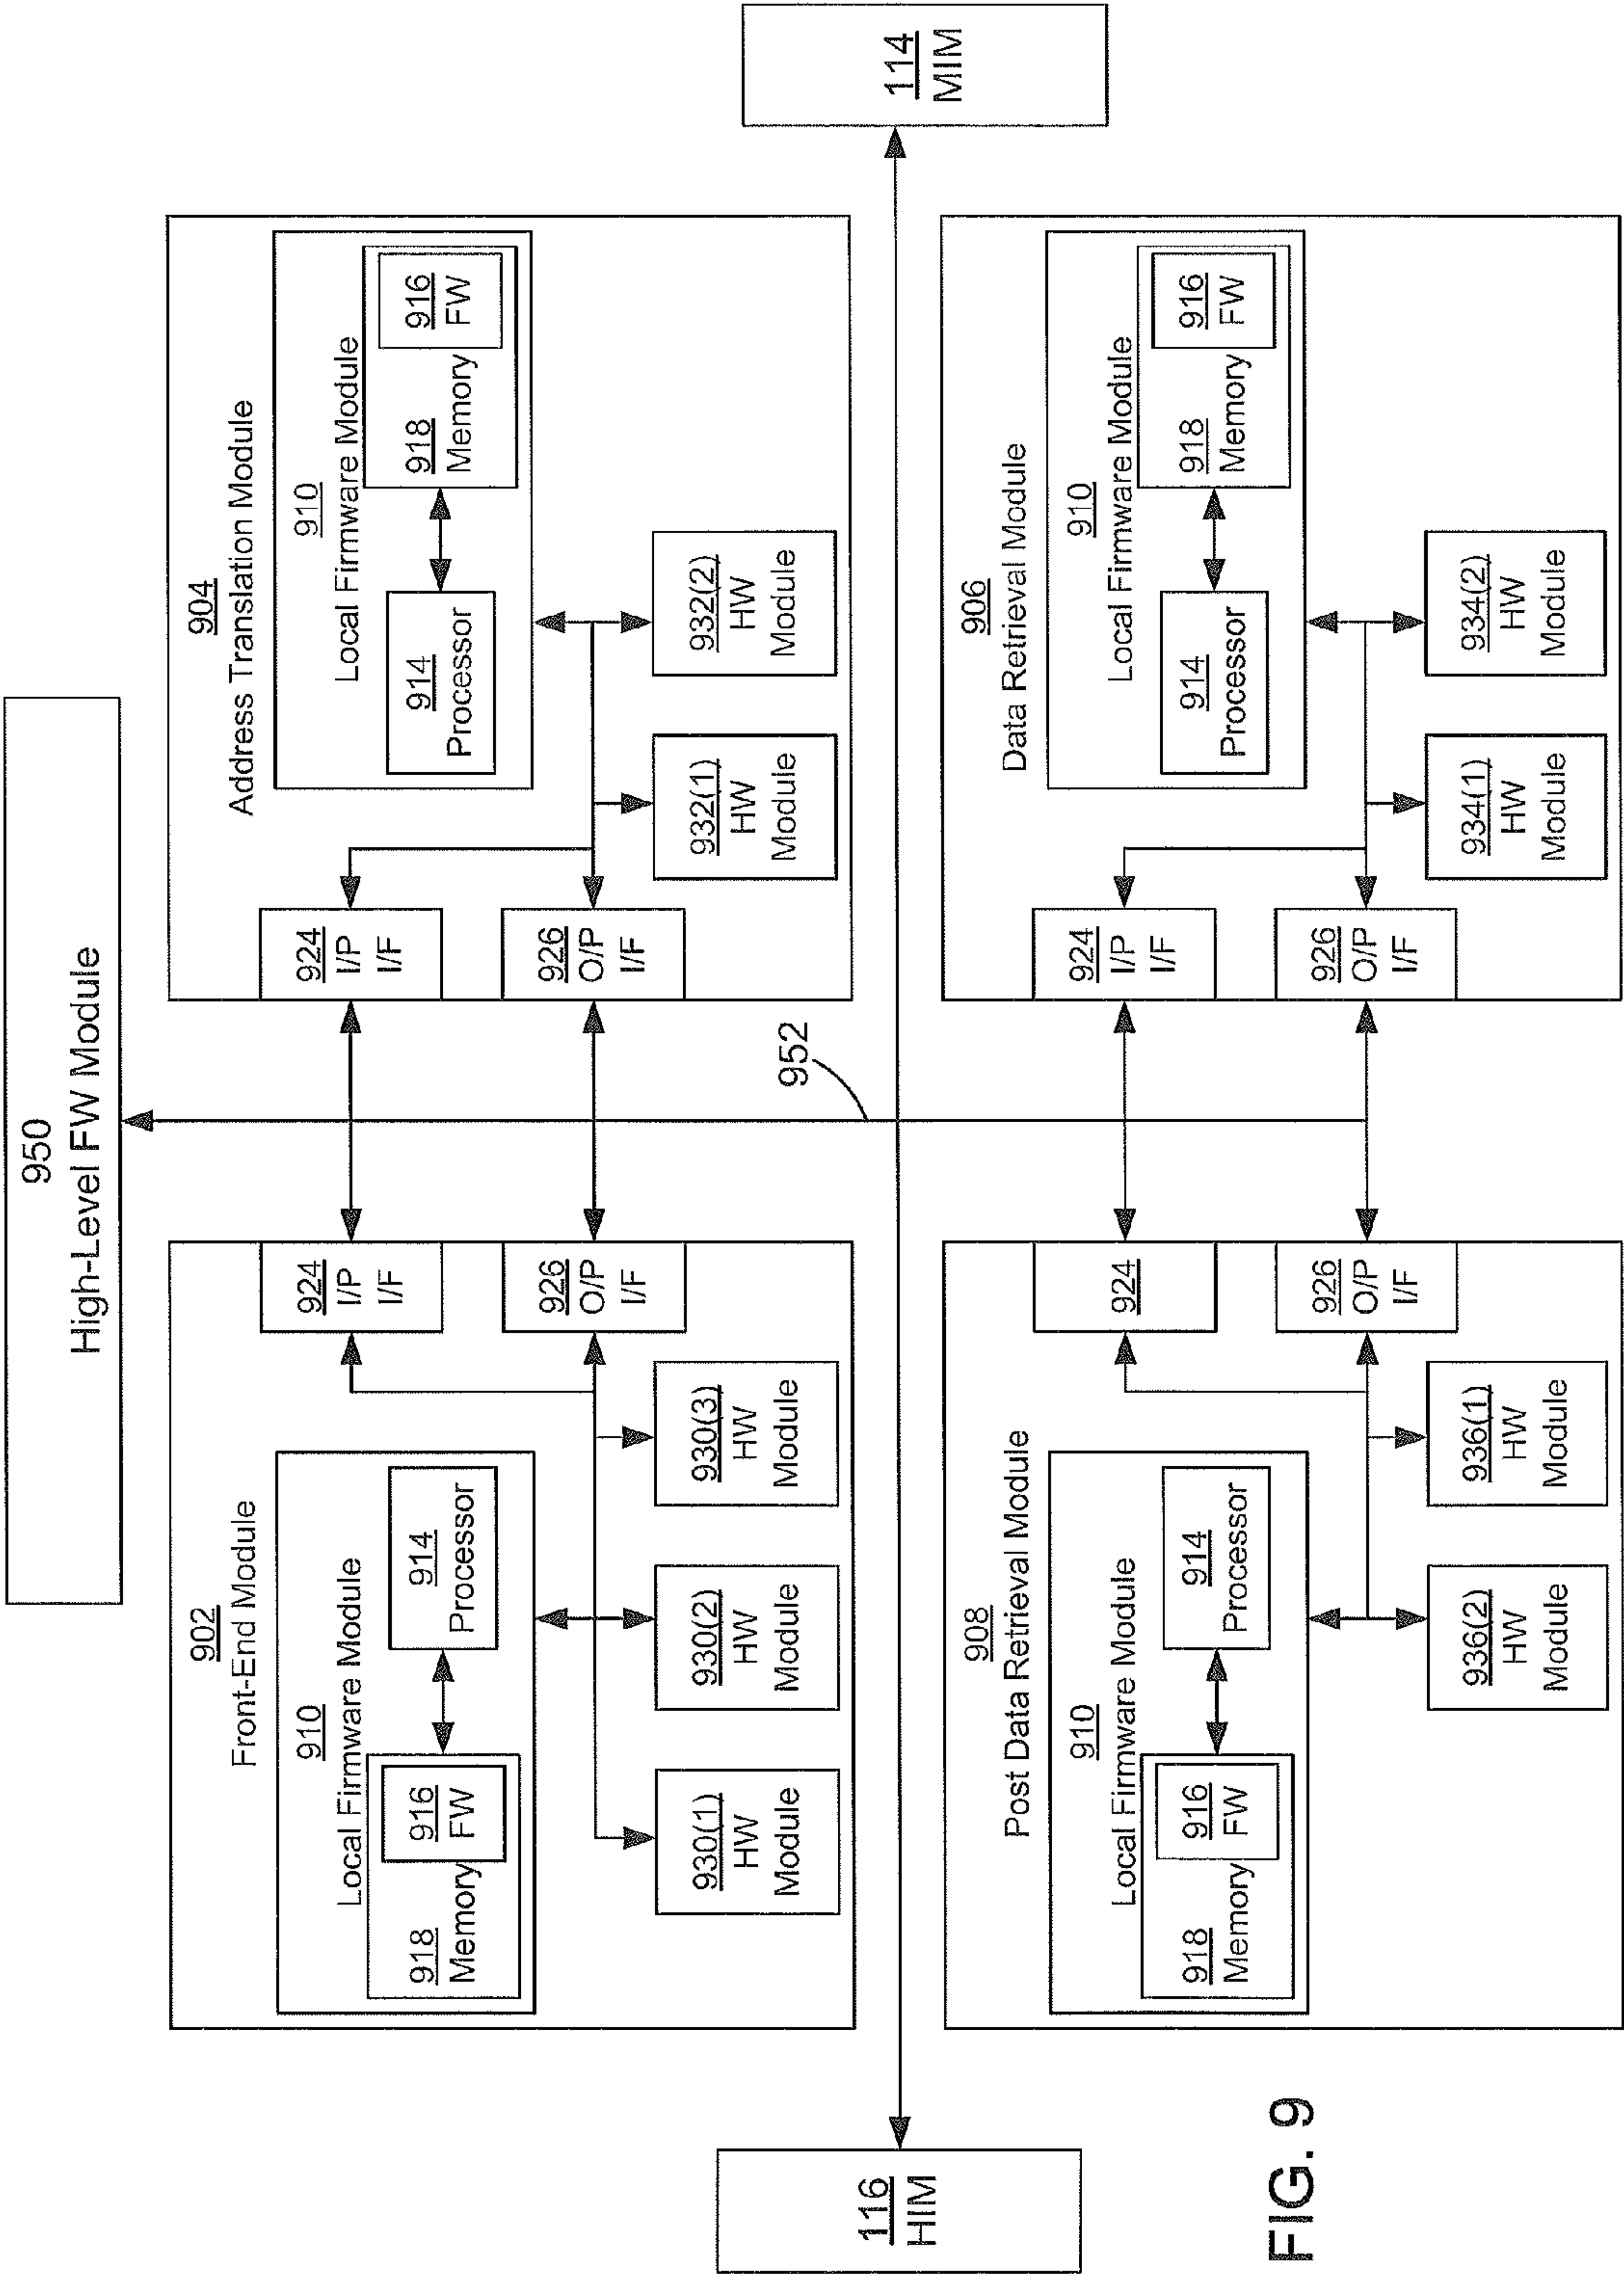 950
High-Level FW Module
902
Front-End Module
910
Local Firmware Module
918
Memory
916
FW
914
Processor
930(1)
HW
Module
930(2)
HW
Module
930(3)
HW
Module
924
I/P
I/F
926
O/P
I/F
904
Address Translation Module
910
Local Firmware Module
914
Processor
918
Memory
916
FW
924
I/P
I/F
926
O/P
I/F
932(1)
HW
Module
932(2)
HW
Module
952
116
HIM
114
MIM
908
Post Data Retrieval Module
910
Local Firmware Module
918
Memory
916
FW
914
Processor
936(2)
HW
Module
936(1)
HW
Module
924
926
O/P
I/F
906
Data Retrieval Module
910
Local Firmware Module
914
Processor
918
Memory
916
FW
924
I/P
I/F
926
O/P
I/F
934(1)
HW
Module
934(2)
HW
Module
FIG. 9